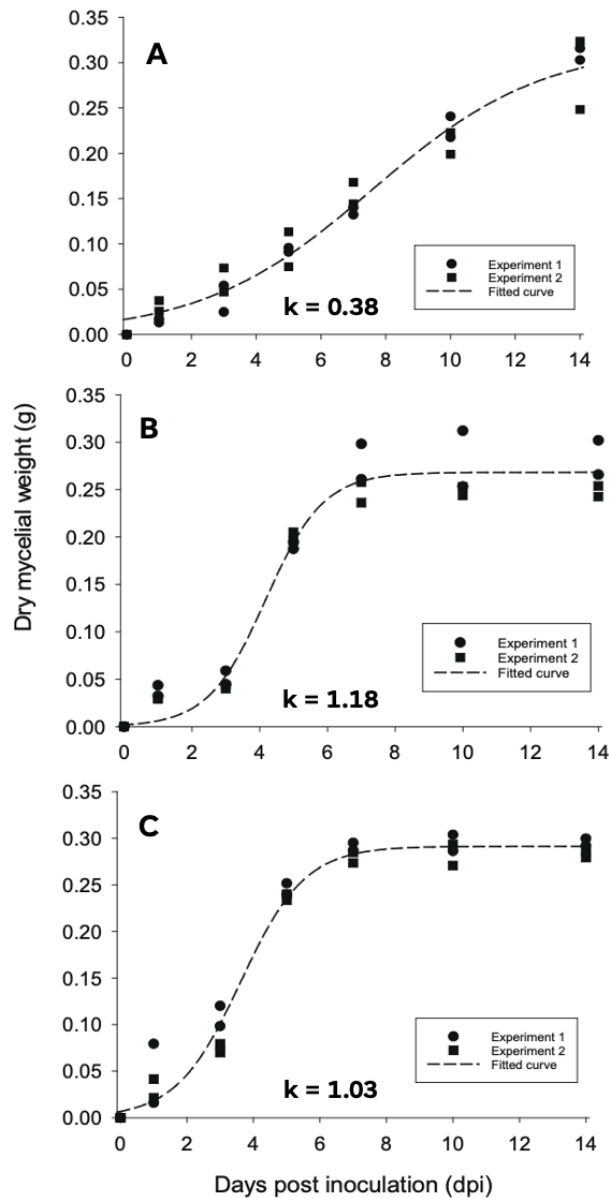 Dry mycelial weight (g)
A
0.35
0.30
0.25
0.20
0.15
0.10
0.05
0.00
Experiment 1
Experiment 2
Fitted curve
k = 0.38
0 2 4 6 8 10 12 14
B
0.35
0.30
0.25
0.20
0.15
0.10
0.05
0.00
Experiment 1
Experiment 2
Fitted curve
k = 1.18
0 2 4 6 8 10 12 14
C
0.35
0.30
0.25
0.20
0.15
0.10
0.05
0.00
Experiment 1
Experiment 2
Fitted curve
k = 1.03
0 2 4 6 8 10 12 14
Days post inoculation (dpi)